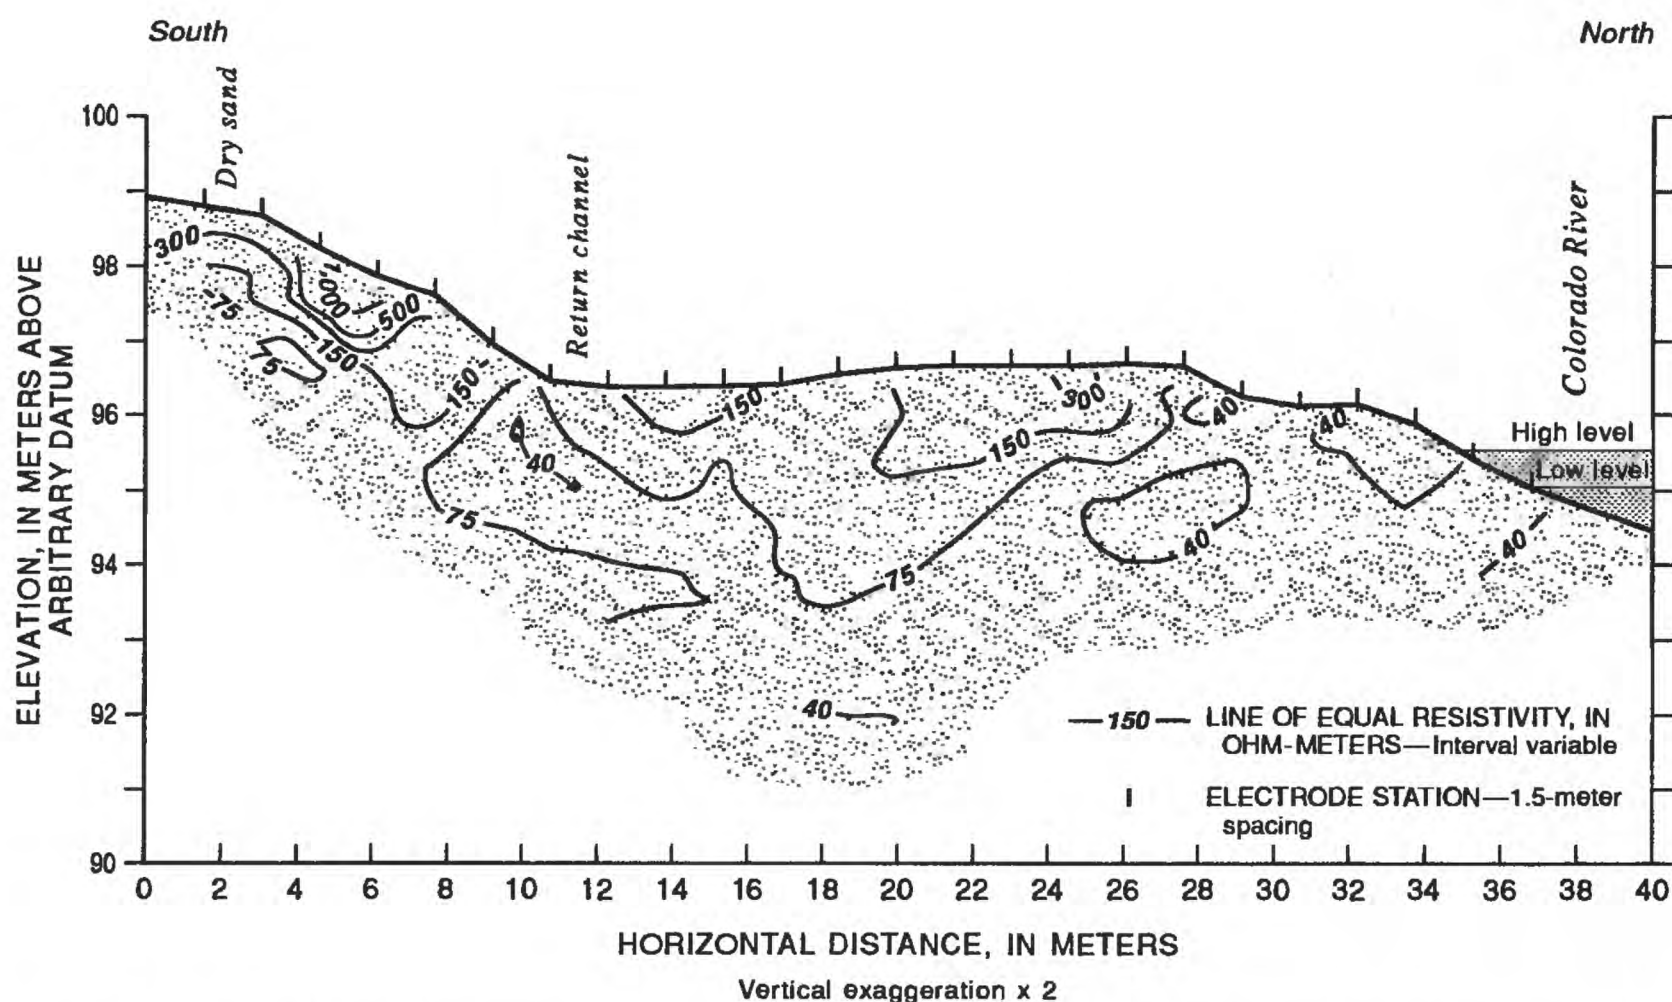 South
North
Dry sand
Return channel
Colorado River
ELEVATION, IN METERS ABOVE
ARBITRARY DATUM
100
98
96
94
92
90
300
1,000
500
75
150
75
150
40
75
150
300
150
75
40
40
40
40
40
High level
Low level
—150— LINE OF EQUAL RESISTIVITY, IN
OHM-METERS—Interval variable
ELECTRODE STATION—1.5-meter
spacing
0 2 4 6 8 10 12 14 16 18 20 22 24 26 28 30 32 34 36 38 40
HORIZONTAL DISTANCE, IN METERS
Vertical exaggeration x 2